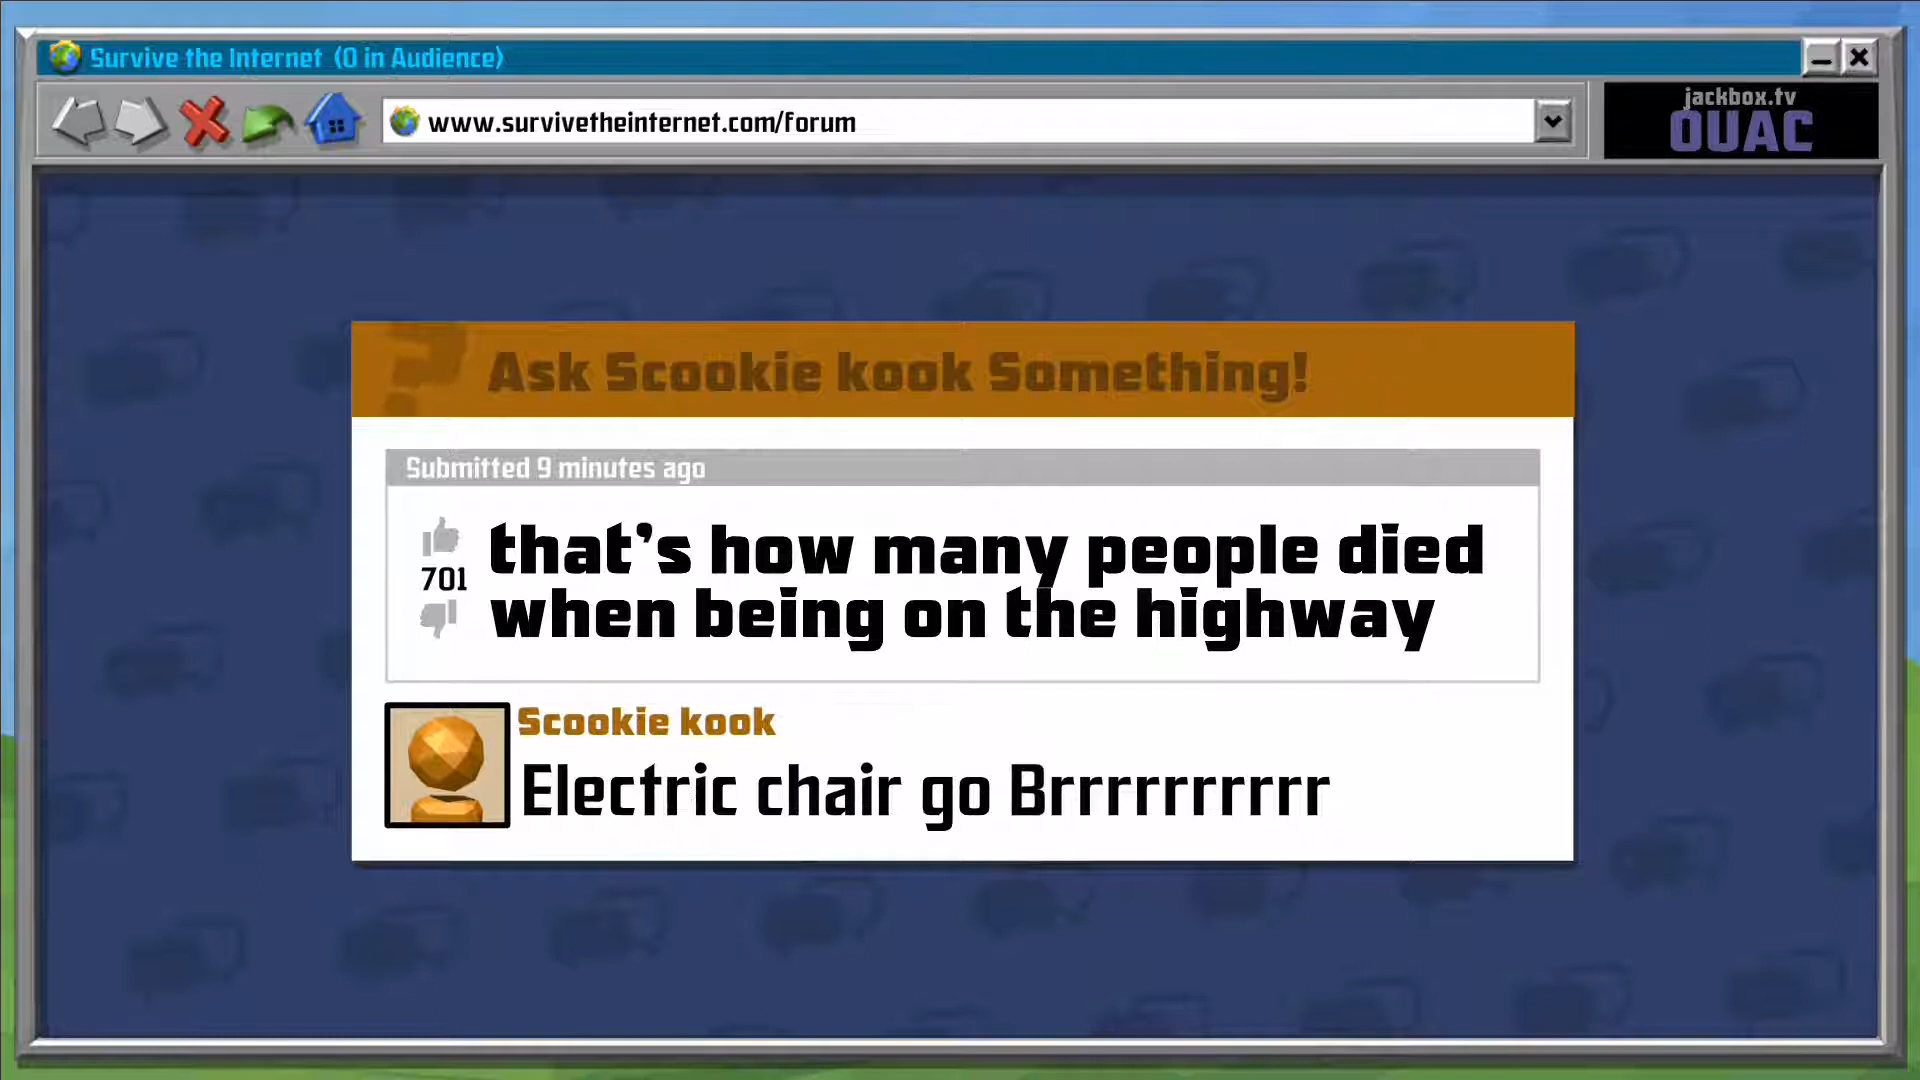 Survive the Internet (0 in Audience)
www.survivetheinternet.com/forum
jackbox.tv
OUAC
Ask Scookie kook Something!
Submitted 9 minutes ago
701
that's how many people died
when being on the highway
Scookie kook
Electric chair go Brrrrrrrrrr